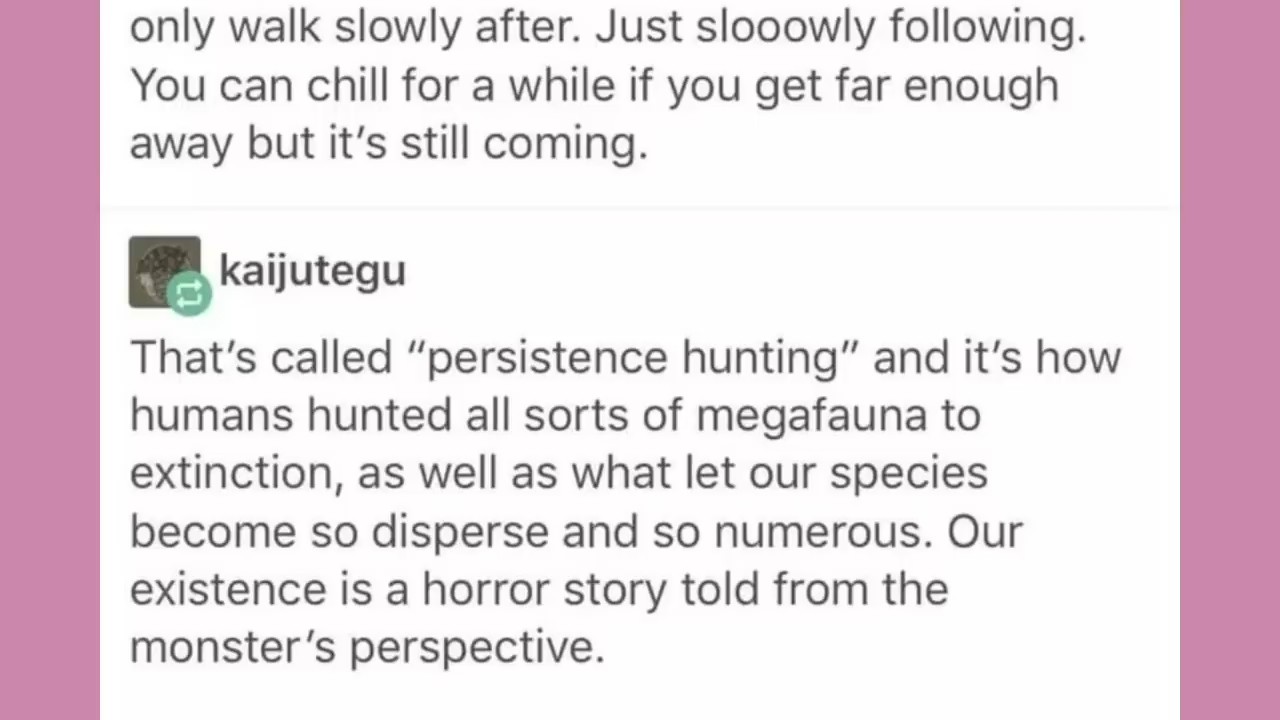 only walk slowly after. Just slooowly following.
You can chill for a while if you get far enough
away but it's still coming.
kaijutegu
That's called “persistence hunting” and it's how
humans hunted all sorts of megafauna to
extinction, as well as what let our species
become so disperse and so numerous. Our
existence is a horror story told from the
monster's perspective.